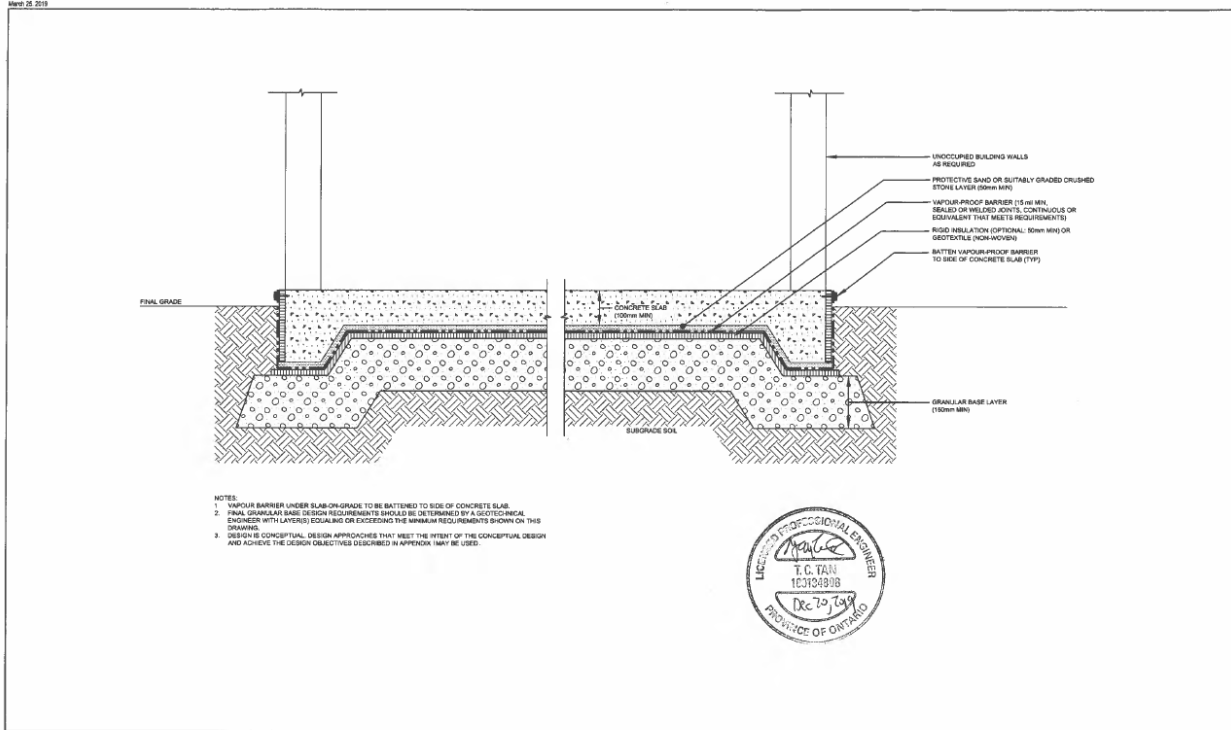 March 25, 2019
UNOCCUPIED BUILDING WALLS
AS REQUIRED
PROTECTIVE SAND OR SUITABLY GRADED CRUSHED
STONE LAYER (50mm MIN)
VAPOUR-PROOF BARRIER (15 mil MIN,
SEALED OR WELDED JOINTS, CONTINUOUS OR
EQUIVALENT THAT MEETS REQUIREMENTS)
RIGID INSULATION (OPTIONAL: 50mm MIN) OR
GEOTEXTILE (NON-WOVEN)
BATTEN VAPOUR-PROOF BARRIER
TO SIDE OF CONCRETE SLAB (TYP)
FINAL GRADE
CONCRETE SLAB
(100mm MIN)
GRANULAR BASE LAYER
(150mm MIN)
SUBGRADE SOIL
NOTES:
1 VAPOUR BARRIER UNDER SLAB-ON-GRADE TO BE BATTENED TO SIDE OF CONCRETE SLAB.
2. FINAL GRANULAR BASE DESIGN REQUIREMENTS SHOULD BE DETERMINED BY A GEOTECHNICAL
ENGINEER WITH LAYER(S) EQUALING OR EXCEEDING THE MINIMUM REQUIREMENTS SHOWN ON THIS
DRAWING.
3. DESIGN IS CONCEPTUAL. DESIGN APPROACHES THAT MEET THE INTENT OF THE CONCEPTUAL DESIGN
AND ACHIEVE THE DESIGN OBJECTIVES DESCRIBED IN APPENDIX I MAY BE USED.
LICENSED PROFESSIONAL ENGINEER
T. C. TAN
Dec 20, 2019
PROVINCE OF ONTARIO